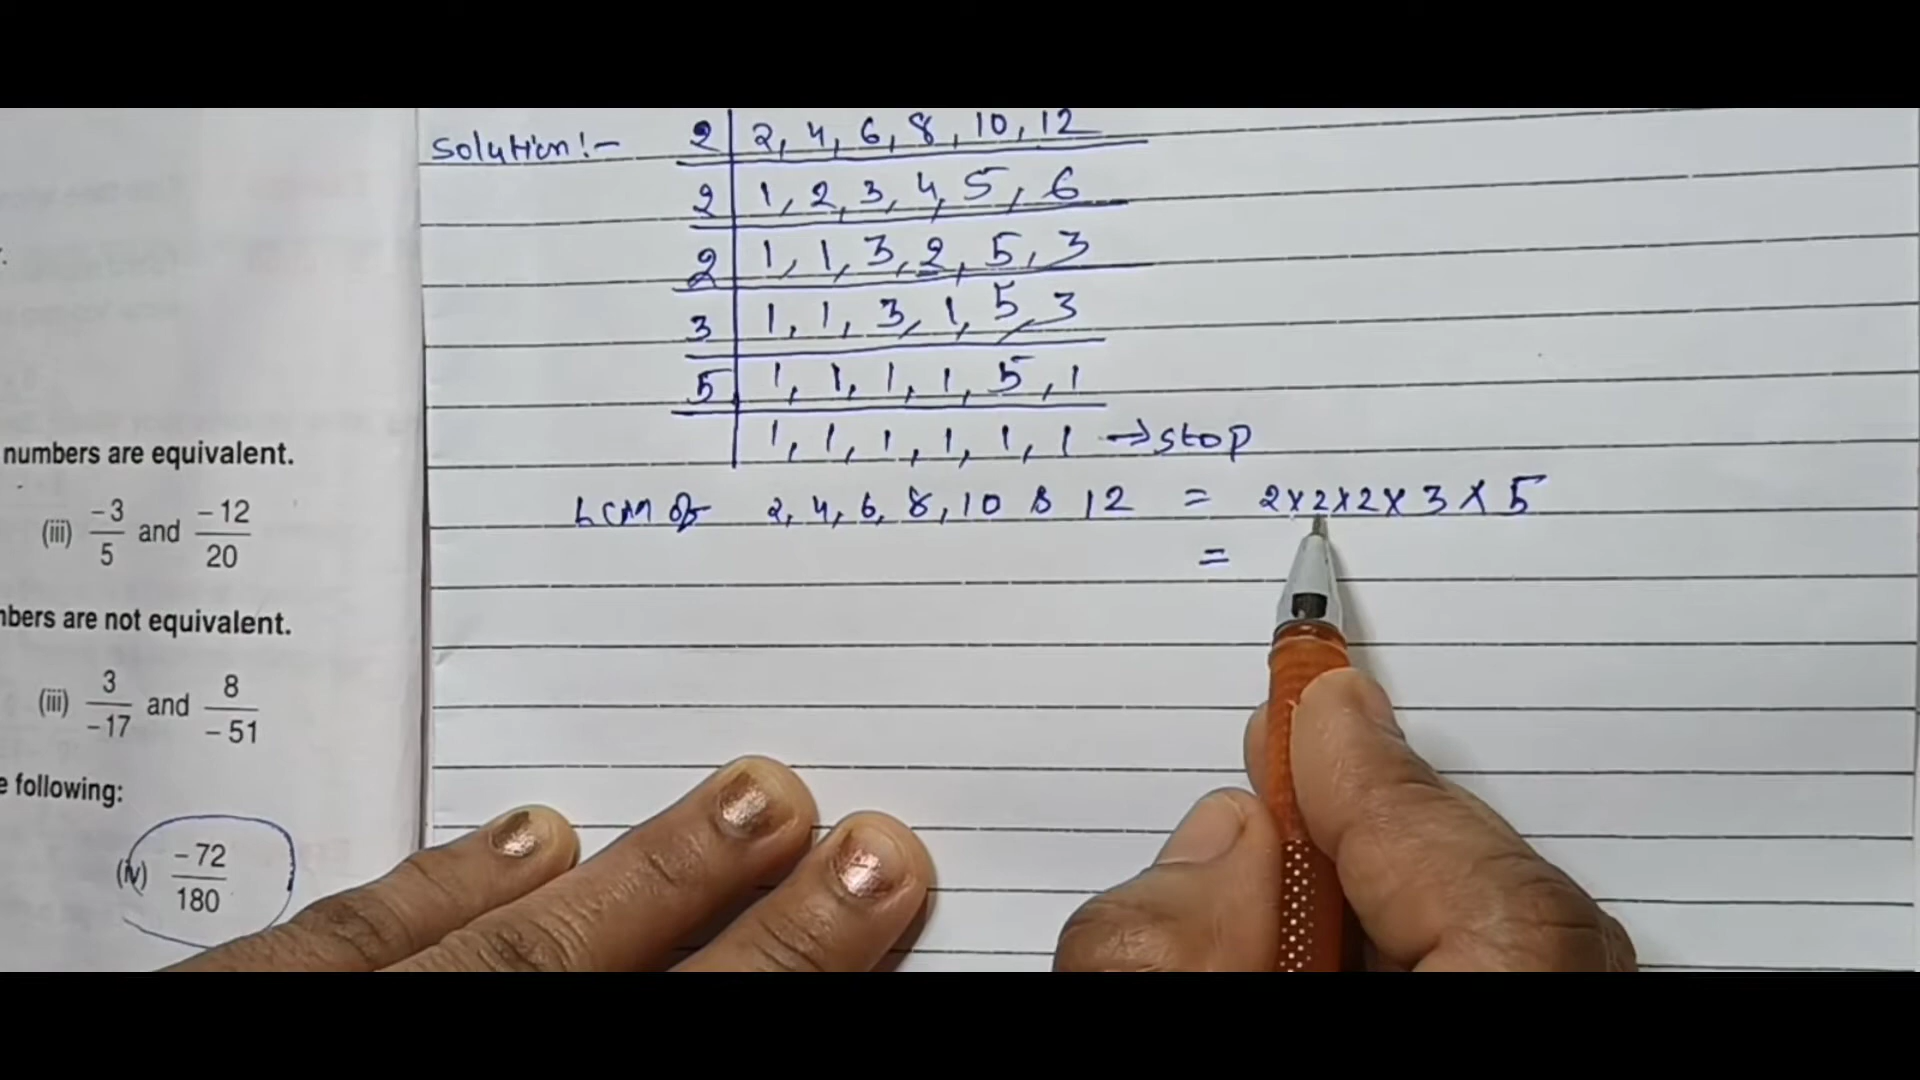 numbers are equivalent.
(iii) -3/5 and -12/20
bers are not equivalent.
(iii) 3/-17 and 8/-51
e following:
(iv) -72/180
Solution:-
2 | 2, 4, 6, 8, 10, 12
2 | 1, 2, 3, 4, 5, 6
2 | 1, 1, 3, 2, 5, 3
3 | 1, 1, 3, 1, 5, 3
5 | 1, 1, 1, 1, 5, 1
| 1, 1, 1, 1, 1, 1 → stop
LCM of 2, 4, 6, 8, 10 & 12 = 2×2×2×3×5
=